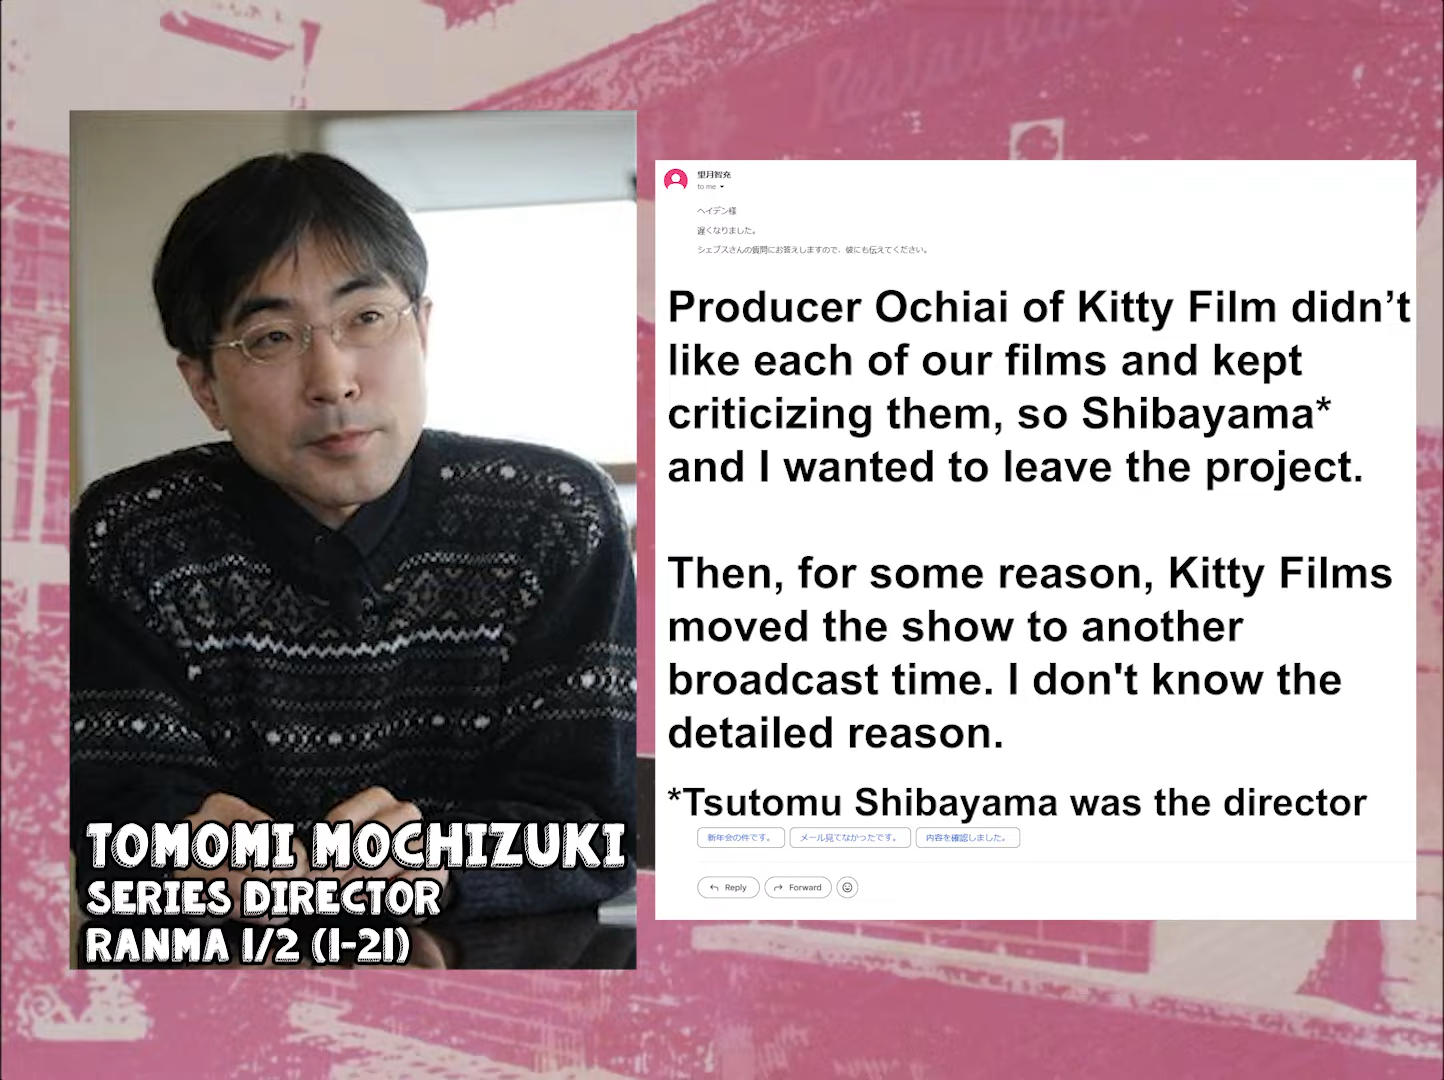 Restaurant
望月智充
to me
ヘイデン様
遅くなりました。
シェブスさんの質問にお答えしますので、彼にも伝えてください。
Producer Ochiai of Kitty Film didn’t
like each of our films and kept
criticizing them, so Shibayama*
and I wanted to leave the project.
Then, for some reason, Kitty Films
moved the show to another
broadcast time. I don't know the
detailed reason.
*Tsutomu Shibayama was the director
新年会の件です。
メール見てなかったです。
内容を確認しました。
Reply
Forward
TOMOMI MOCHIZUKI
SERIES DIRECTOR
RANMA 1/2 (1-21)